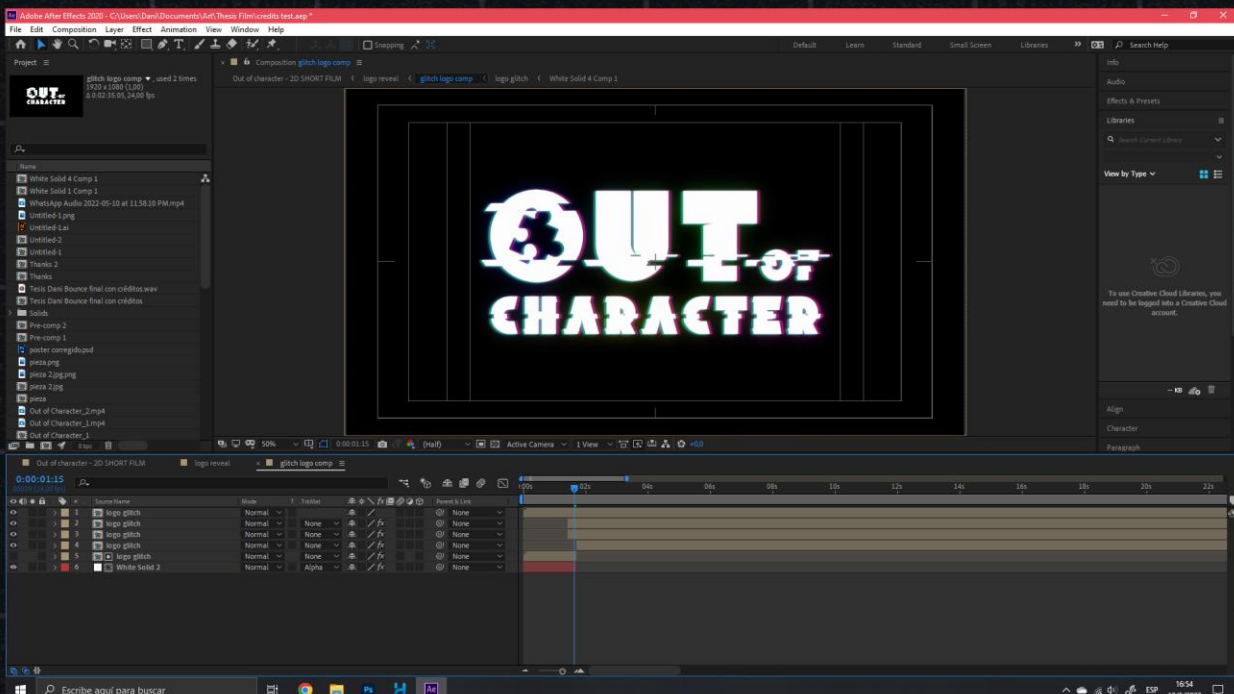 Adobe After Effects 2020 - C:\Users\Dani\Documents\Art\Thesis Film\credits test.aep *
File Edit Composition Layer Effect Animation View Window Help
Snapping Default Learn Standard Small Screen Libraries Search Help
Project
glitch logo comp , used 2 times
1920 x 1080 (1,00)
Δ 0:02:35:05, 24,00 fps
OUT OF
CHARACTER
Name
White Solid 4 Comp 1
White Solid 1 Comp 1
WhatsApp Audio 2022-05-10 at 11.58.10 PM.mp4
Untitled-1.png
Untitled-1.ai
Untitled-2
Untitled-1
Thanks 2
Thanks
Tesis Dani Bounce final con créditos.wav
Tesis Dani Bounce final con créditos
Solids
Pre-comp 2
Pre-comp 1
poster corregido.psd
pieza.png
pieza 2.jpg.png
pieza 2.jpg
pieza
Out of Character_2.mp4
Out of Character_1.mp4
Out of Character_1
8 bpc
Composition glitch logo comp
Out of character - 2D SHORT FILM logo reveal glitch logo comp logo glitch White Solid 4 Comp 1
OUT OF
CHARACTER
50% 0:00:01:15 (Half) Active Camera 1 View +0,0
Info
Audio
Effects & Presets
Libraries
Search Current Library
View by Type
To use Creative Cloud Libraries, you
need to be logged into a Creative Cloud
account.
-- KB
Align
Character
Paragraph
Out of character - 2D SHORT FILM logo reveal glitch logo comp
0:00:01:15
# Source Name Mode T TrkMat Parent & Link
1 logo glitch Normal None
2 logo glitch Normal None None
3 logo glitch Normal None None
4 logo glitch Normal None None
5 logo glitch Normal None None
6 White Solid 2 Normal Alpha None
02s 04s 06s 08s 10s 12s 14s 16s 18s 20s 22s
Escribe aquí para buscar
Ps
Ae
ESP
16:54